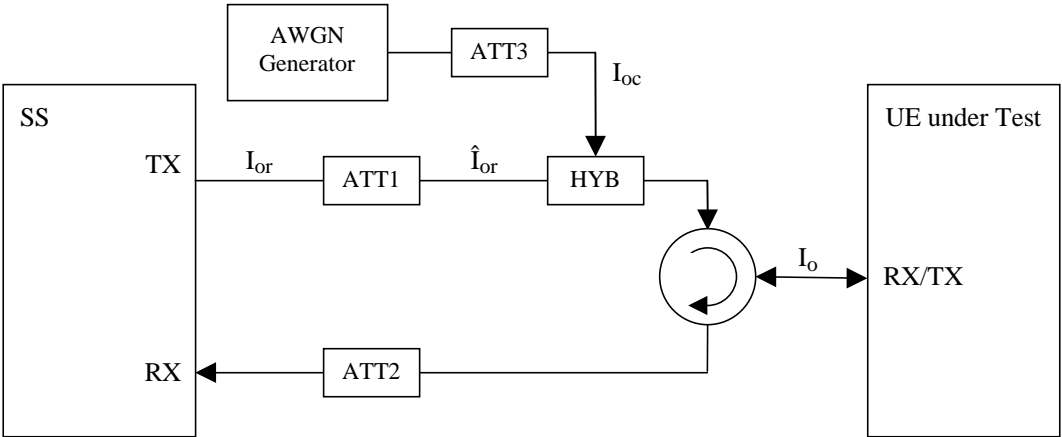 AWGN
Generator
ATT3
I_oc
SS
UE under Test
TX
I_or
ATT1
Î_or
HYB
I_o
RX/TX
RX
ATT2